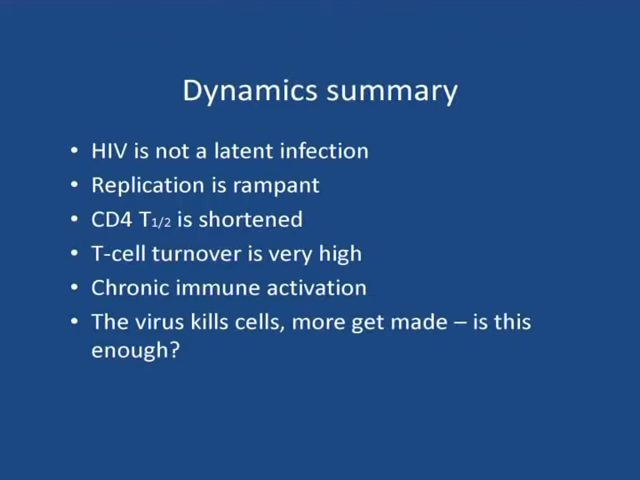 Dynamics summary
• HIV is not a latent infection
• Replication is rampant
• CD4 T1/2 is shortened
• T-cell turnover is very high
• Chronic immune activation
• The virus kills cells, more get made – is this
enough?